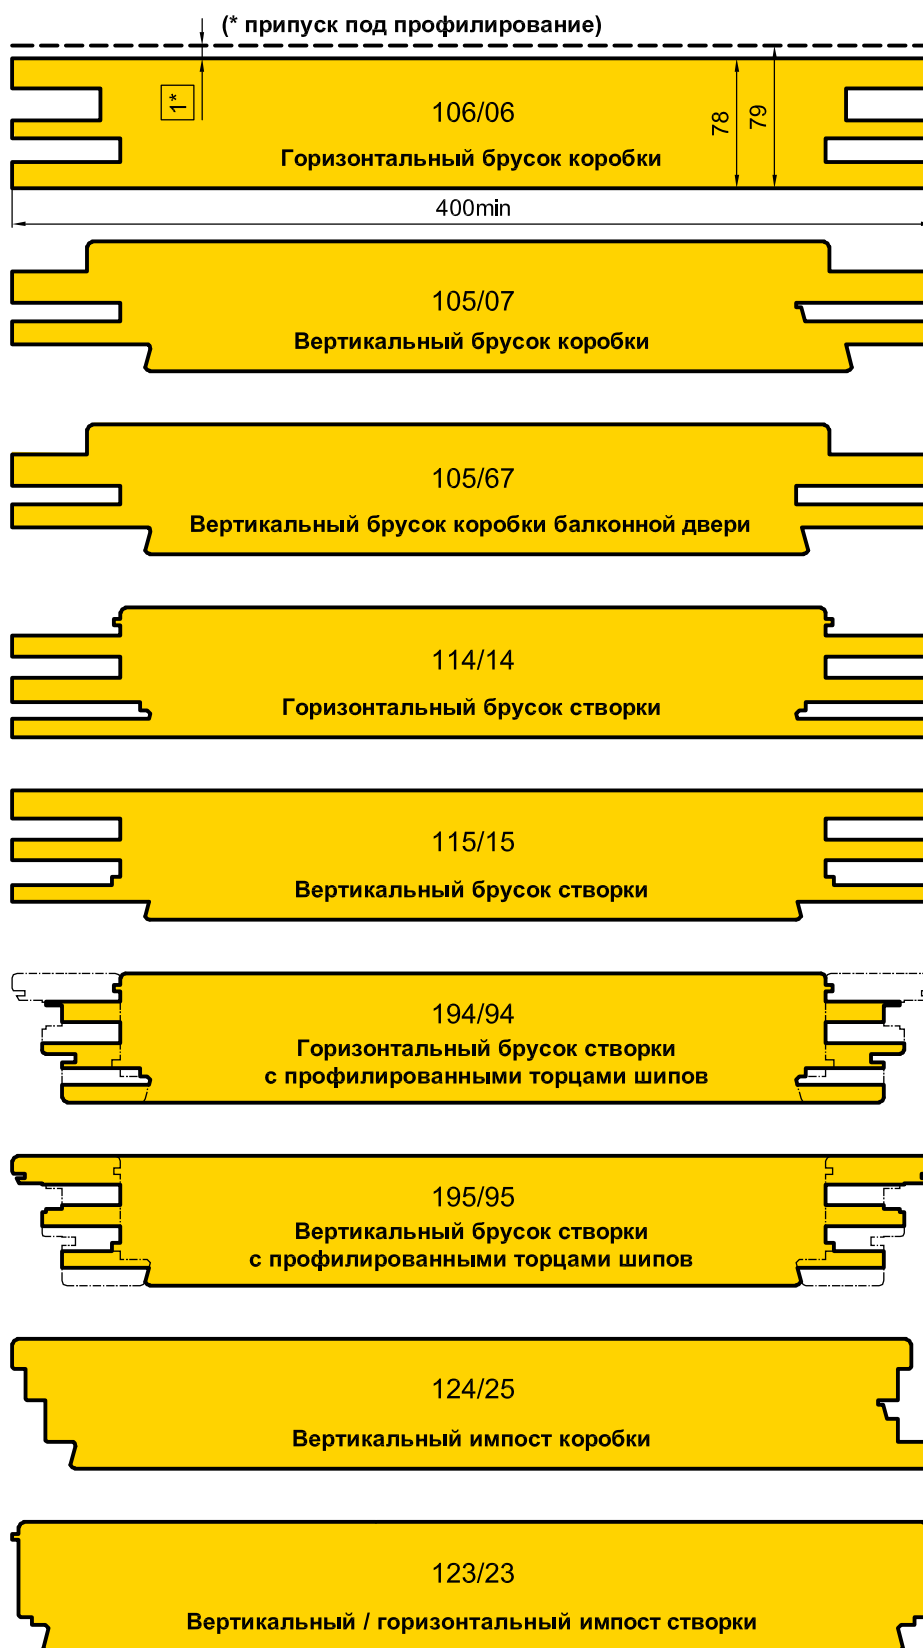 (* припуск под профилирование)
1*
106/06
78
79
Горизонтальный брусок коробки
400min
105/07
Вертикальный брусок коробки
105/67
Вертикальный брусок коробки балконной двери
114/14
Горизонтальный брусок створки
115/15
Вертикальный брусок створки
194/94
Горизонтальный брусок створки
с профилированными торцами шипов
195/95
Вертикальный брусок створки
с профилированными торцами шипов
124/25
Вертикальный импост коробки
123/23
Вертикальный / горизонтальный импост створки